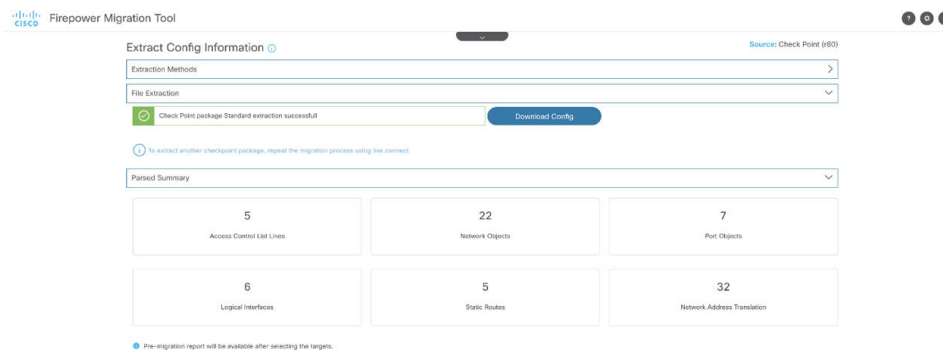 CISCO Firepower Migration Tool
Extract Config Information
Source: Check Point (r80)
Extraction Methods
File Extraction
Check Point package Standard extraction successfull
Download Config
To extract another checkpoint package, repeat the migration process using live connect.
Parsed Summary
5
Access Control List Lines
22
Network Objects
7
Port Objects
6
Logical Interfaces
5
Static Routes
32
Network Address Translation
Pre-migration report will be available after selecting the targets.